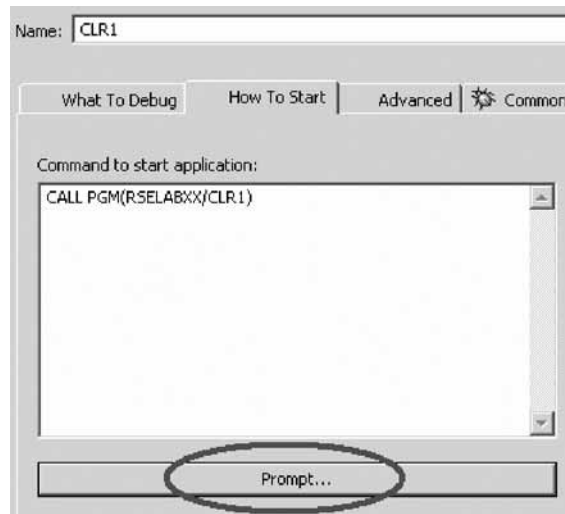 Name: CLR1
What To Debug How To Start Advanced Common
Command to start application:
CALL PGM(RSELABXX/CLR1)
Prompt...